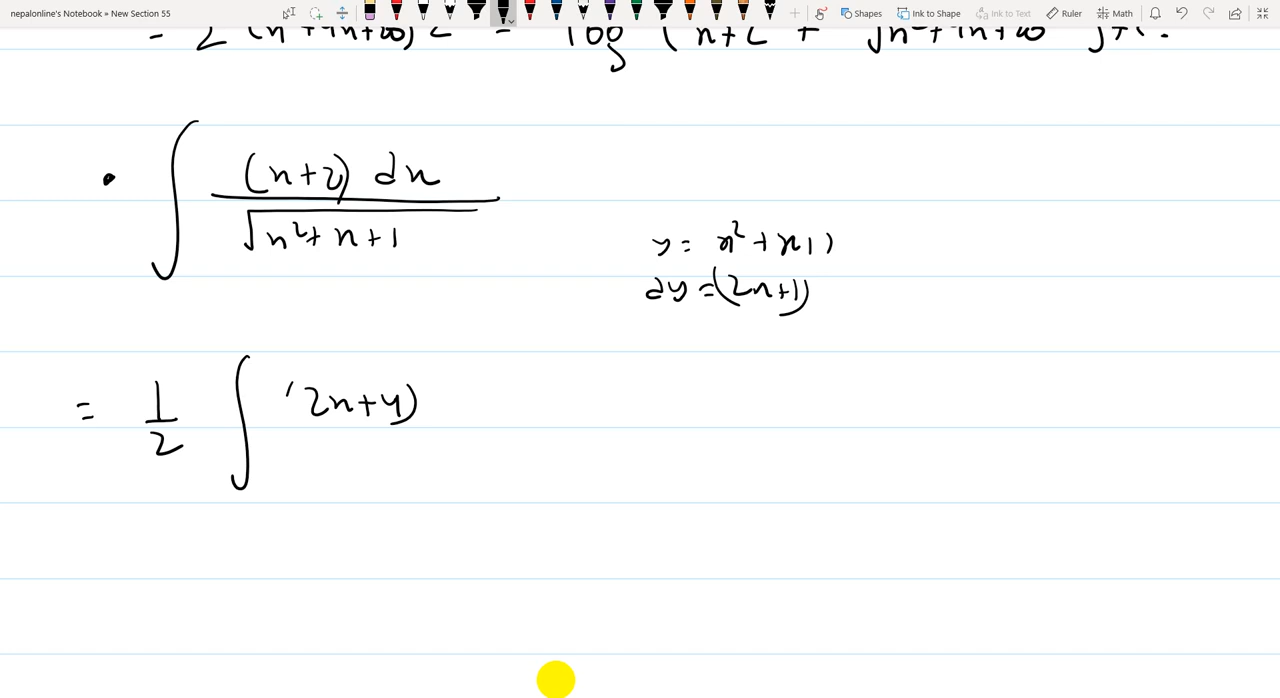 nepalonline's Notebook » New Section 55
Shapes Ink to Shape Ink to Text Ruler Math
∫ (x+2) dx / √x²+x+1
y = x²+x+1
dy = (2x+1)
= 1/2 ∫ (2x+4)